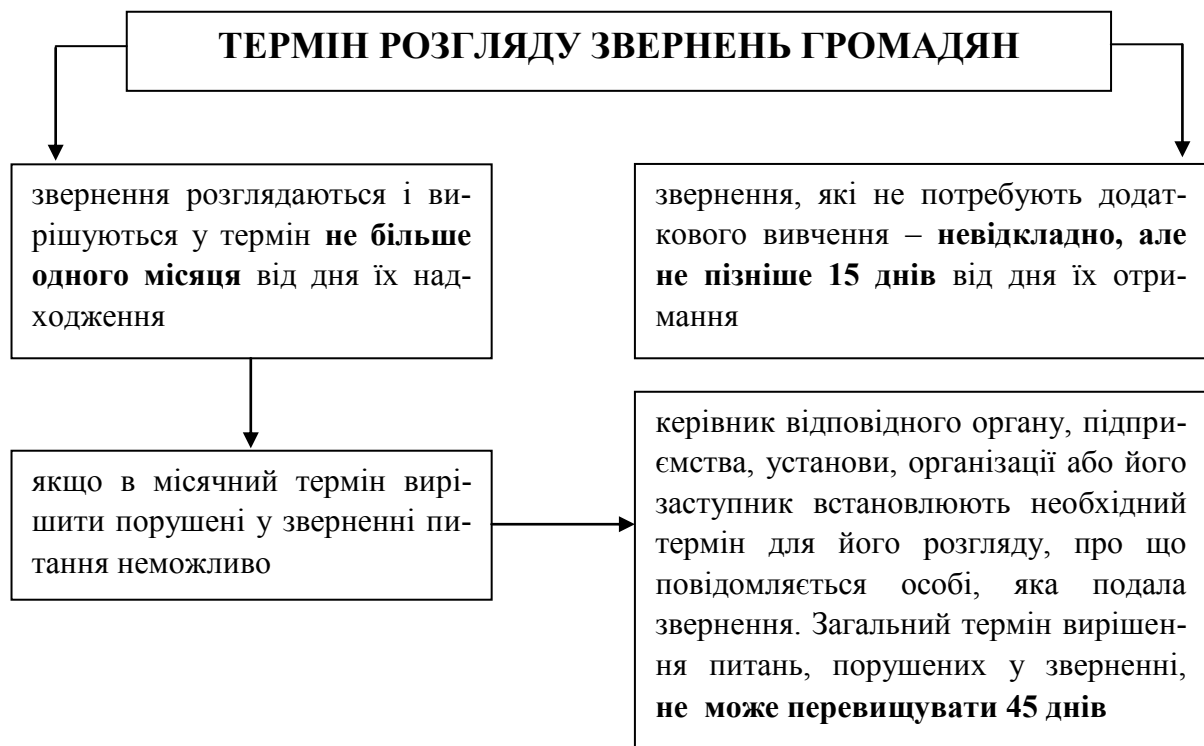 ТЕРМІН РОЗГЛЯДУ ЗВЕРНЕНЬ ГРОМАДЯН
звернення розглядаються і ви-
рішуються у термін не більше
одного місяця від дня їх над-
ходження
звернення, які не потребують додат-
кового вивчення – невідкладно, але
не пізніше 15 днів від дня їх отри-
мання
якщо в місячний термін вирі-
шити порушені у зверненні пи-
тання неможливо
керівник відповідного органу, підпри-
ємства, установи, організації або його
заступник встановлюють необхідний
термін для його розгляду, про що
повідомляється особі, яка подала
звернення. Загальний термін вирішен-
ня питань, порушених у зверненні,
не може перевищувати 45 днів